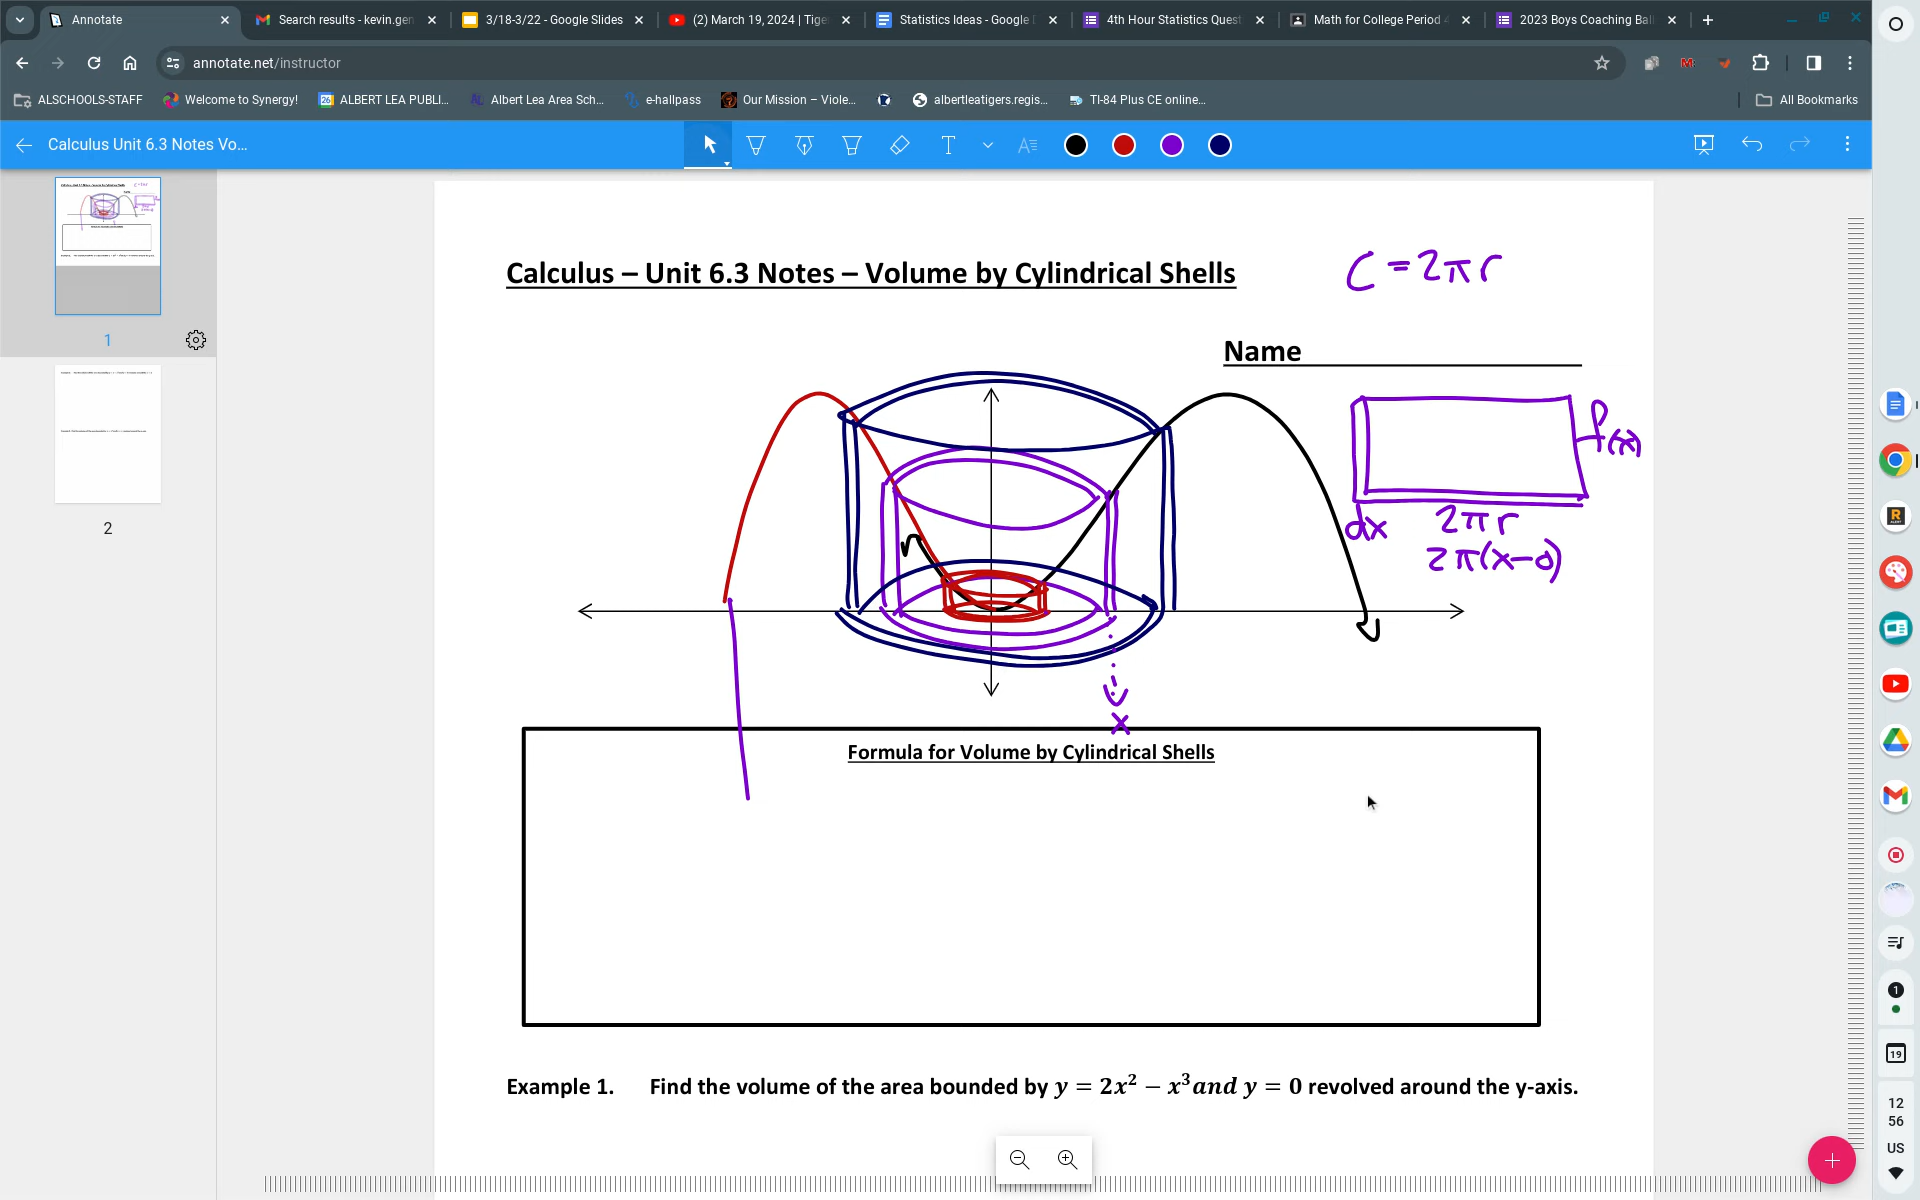 Annotate
Search results - kevin.gen
3/18-3/22 - Google Slides
(2) March 19, 2024 | Tige
Statistics Ideas - Google
4th Hour Statistics Quest
Math for College Period
2023 Boys Coaching Bal
annotate.net/instructor
ALSCHOOLS-STAFF
Welcome to Synergy!
ALBERT LEA PUBLI...
Albert Lea Area Sch...
e-hallpass
Our Mission – Viole...
albertleatigers.regis...
TI-84 Plus CE online...
All Bookmarks
Calculus Unit 6.3 Notes Vo...
1
2
Calculus – Unit 6.3 Notes – Volume by Cylindrical Shells
C = 2πr
Name
f(x)
dx
2πr
2π(x-0)
x
Formula for Volume by Cylindrical Shells
Example 1. Find the volume of the area bounded by y = 2x² − x³ and y = 0 revolved around the y-axis.
1
19
12
56
US